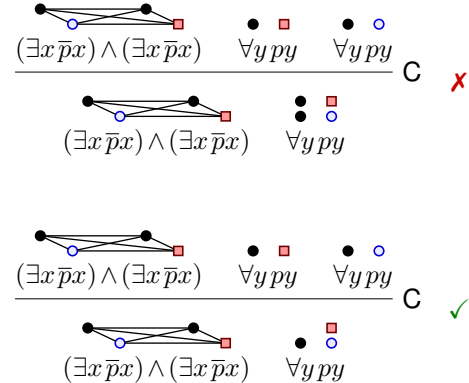 (∃x p̅x) ∧ (∃x p̅x) ∀y py ∀y py
C ✗
(∃x p̅x) ∧ (∃x p̅x) ∀y py
(∃x p̅x) ∧ (∃x p̅x) ∀y py ∀y py
C ✓
(∃x p̅x) ∧ (∃x p̅x) ∀y py